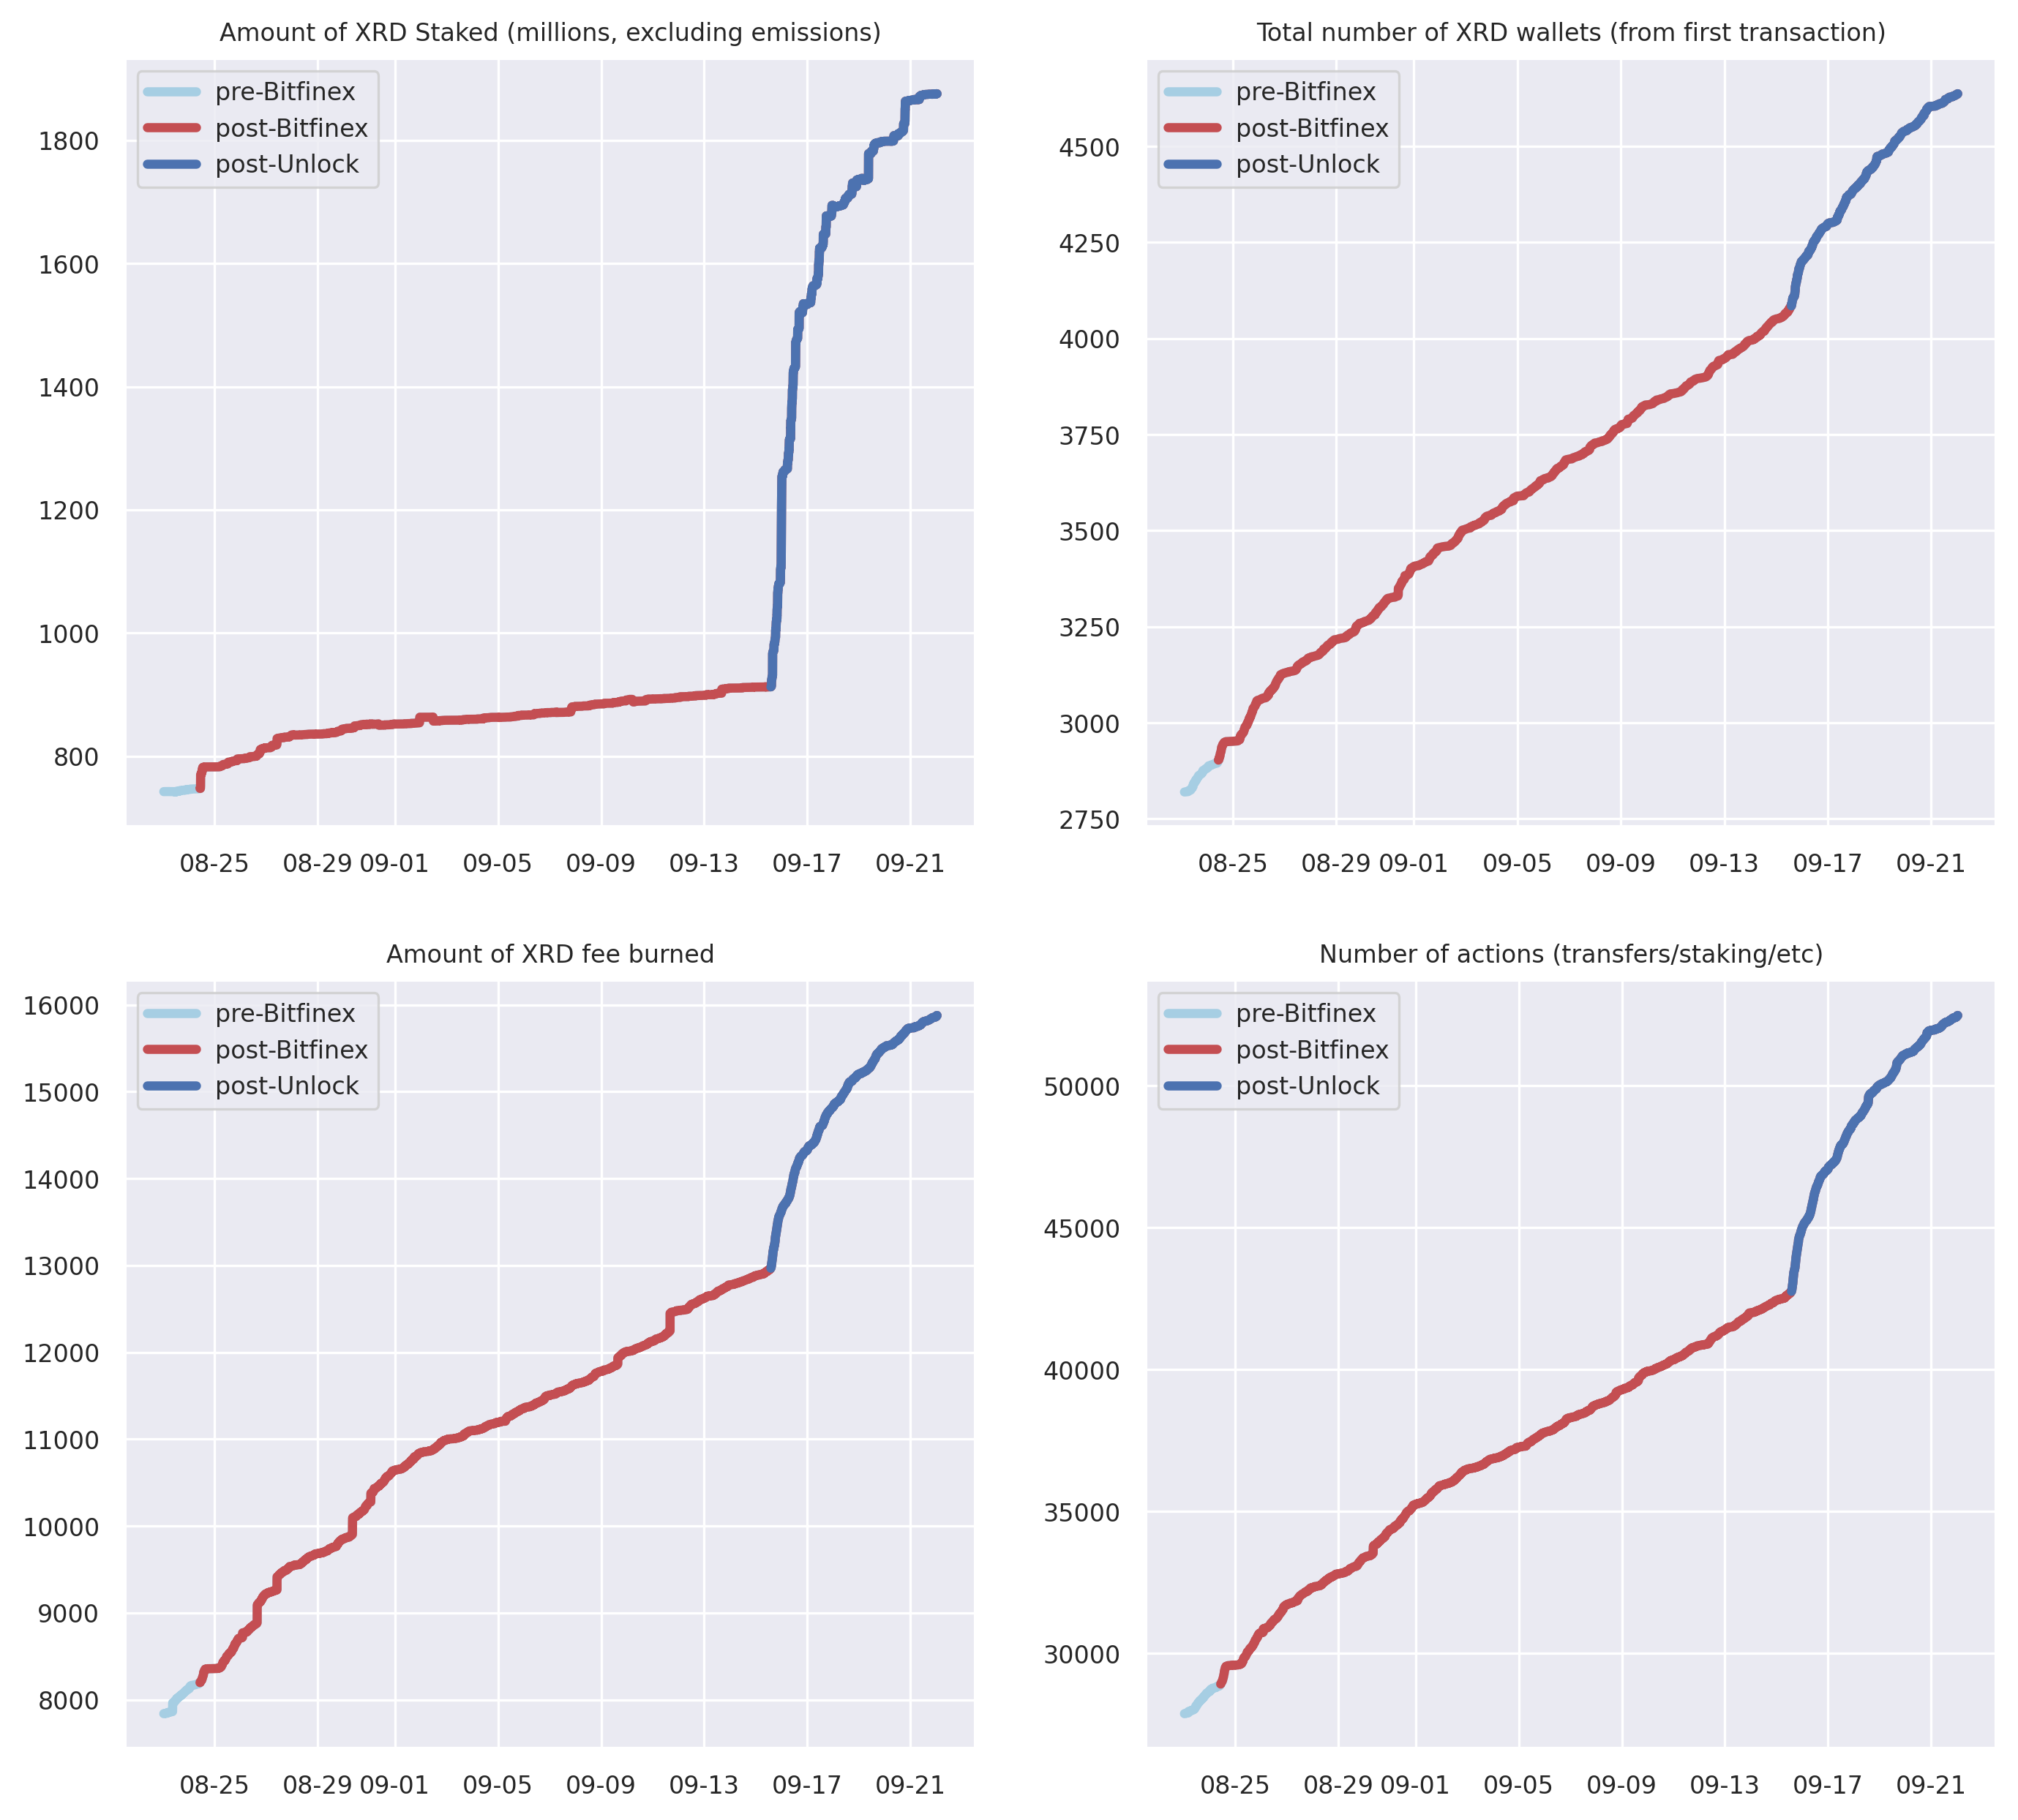 Amount of XRD Staked (millions, excluding emissions)
pre-Bitfinex
post-Bitfinex
post-Unlock
1800
1600
1400
1200
1000
800
08-25 08-29 09-01 09-05 09-09 09-13 09-17 09-21
Total number of XRD wallets (from first transaction)
pre-Bitfinex
post-Bitfinex
post-Unlock
4500
4250
4000
3750
3500
3250
3000
2750
08-25 08-29 09-01 09-05 09-09 09-13 09-17 09-21
Amount of XRD fee burned
pre-Bitfinex
post-Bitfinex
post-Unlock
16000
15000
14000
13000
12000
11000
10000
9000
8000
08-25 08-29 09-01 09-05 09-09 09-13 09-17 09-21
Number of actions (transfers/staking/etc)
pre-Bitfinex
post-Bitfinex
post-Unlock
50000
45000
40000
35000
30000
08-25 08-29 09-01 09-05 09-09 09-13 09-17 09-21